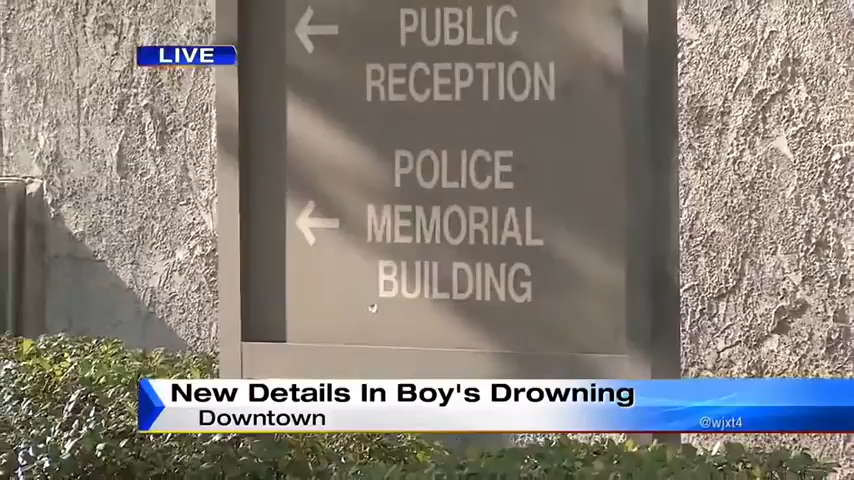 LIVE
← PUBLIC
RECEPTION
POLICE
← MEMORIAL
BUILDING
New Details In Boy's Drowning
Downtown
@wjxt4